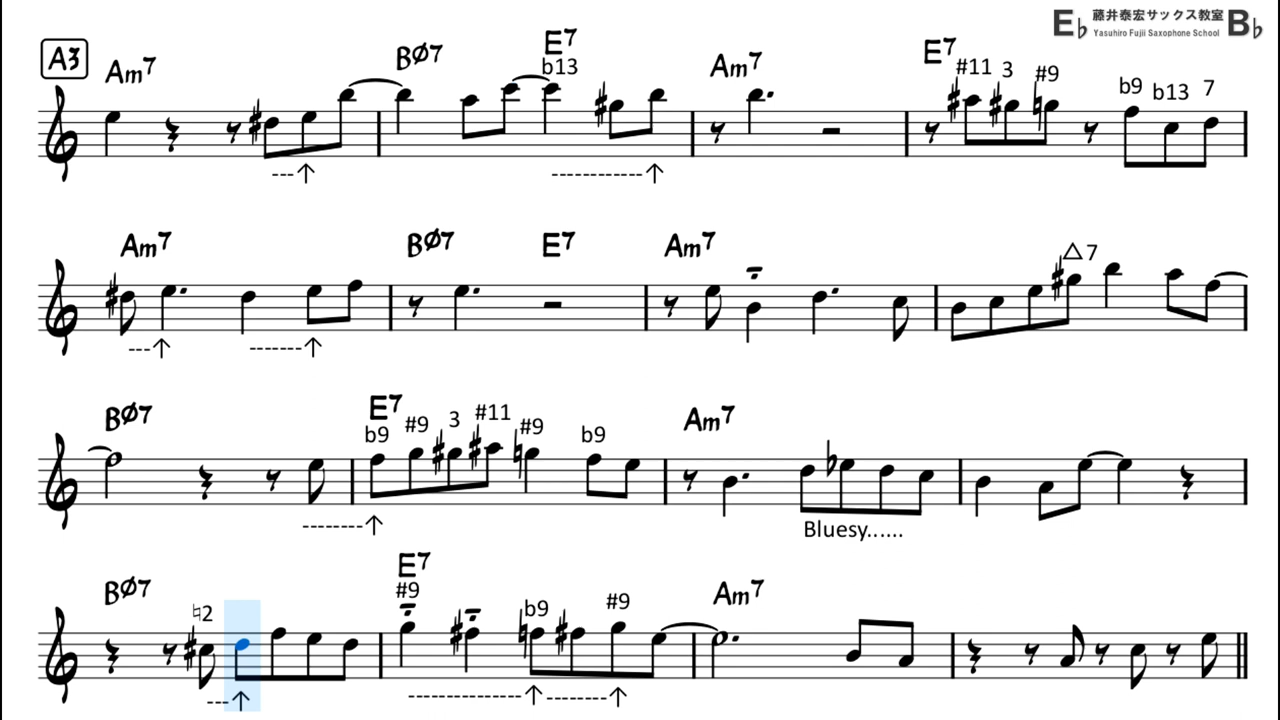 E♭ 藤井泰宏サックス教室 B♭
Yasuhiro Fujii Saxophone School
A3 Am7 BØ7 E7 Am7 E7
b13 #11 3 #9 b9 b13 7
---↑ ------------↑
Am7 BØ7 E7 Am7 △7
---↑ -------↑
BØ7 E7 Am7
b9 #9 3 #11 #9 b9
--------↑ Bluesy......
BØ7 E7 Am7
♮2 #9 b9 #9
---↑ ---------------↑--------↑